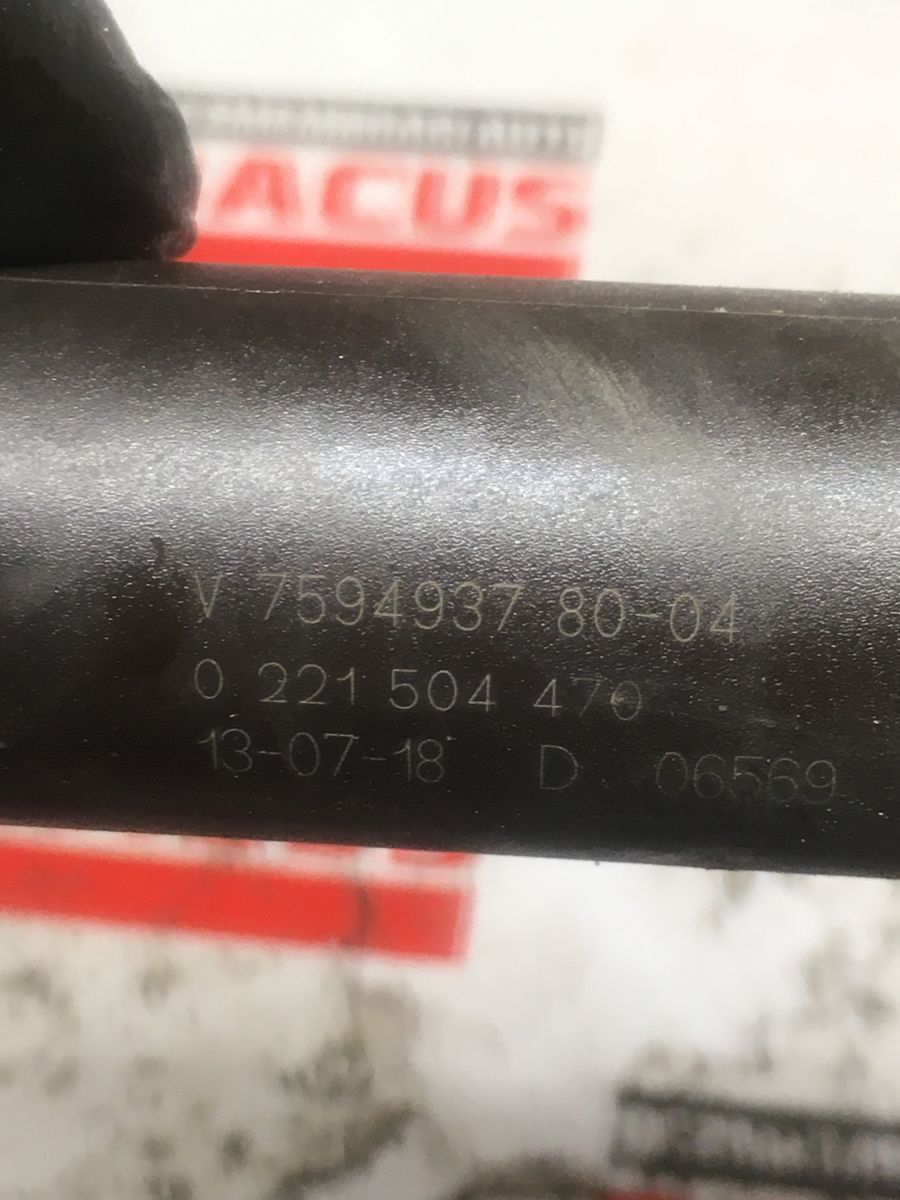 ACUS
V 7594937 80-04
0 221 504 470
13-07-18 D 06569